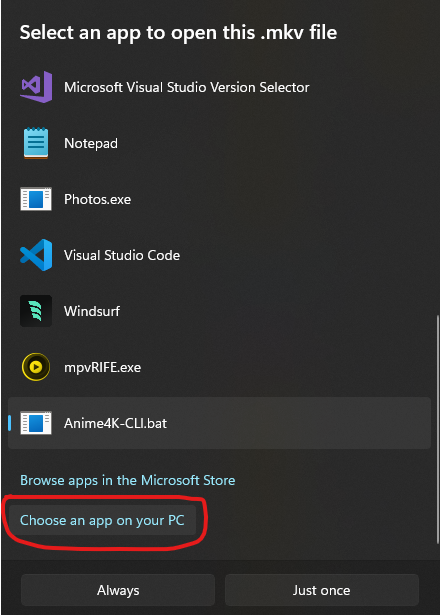 Select an app to open this .mkv file
Microsoft Visual Studio Version Selector
Notepad
Photos.exe
Visual Studio Code
Windsurf
mpvRIFE.exe
Anime4K-CLI.bat
Browse apps in the Microsoft Store
Choose an app on your PC
Always
Just once